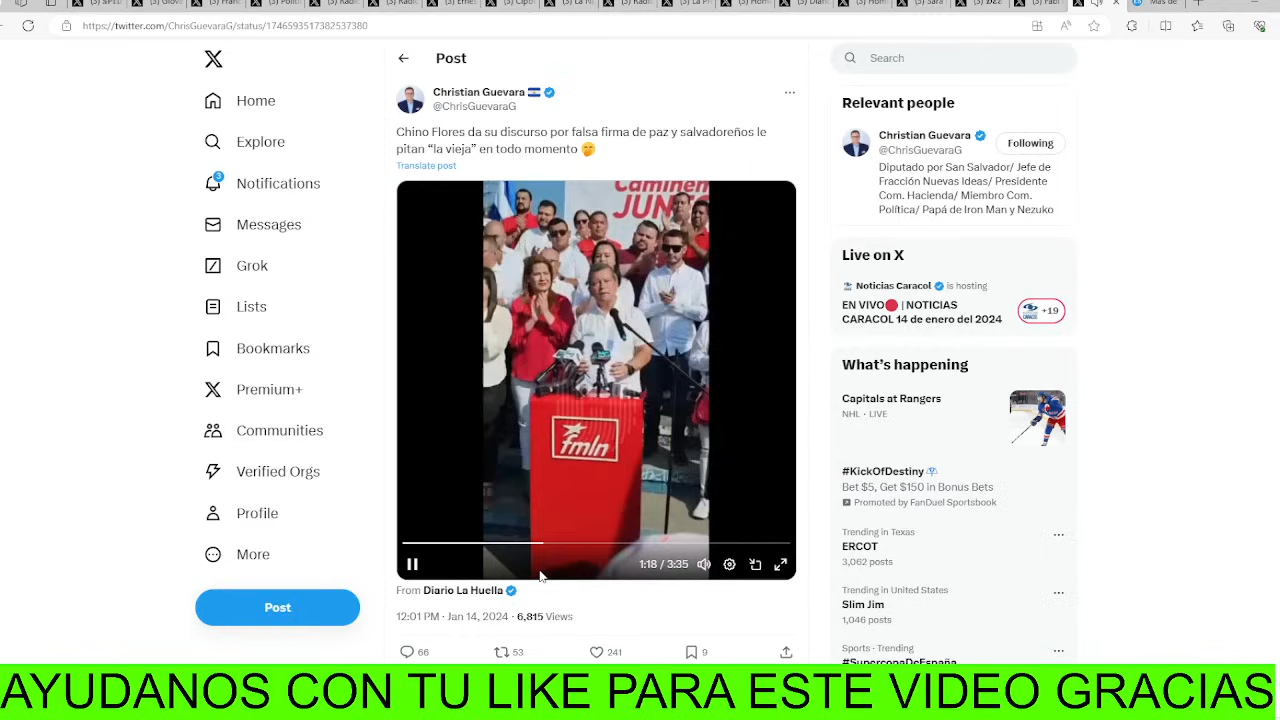 https://twitter.com/ChrisGuevaraG/status/1746593517382537380
Post
Search
Home
Explore
3
Notifications
Messages
Grok
Lists
Bookmarks
Premium+
Communities
Verified Orgs
Profile
More
Post
Christian Guevara
@ChrisGuevaraG
Chino Flores da su discurso por falsa firma de paz y salvadoreños le
pitan “la vieja” en todo momento
Translate post
Caminem
JUNTO
fmln
1:18 / 3:35
From Diario La Huella
12:01 PM · Jan 14, 2024 · 6,815 Views
66
53
241
9
Relevant people
Christian Guevara
@ChrisGuevaraG
Following
Diputado por San Salvador/ Jefe de
Fracción Nuevas Ideas/ Presidente
Com. Hacienda/ Miembro Com.
Política/ Papá de Iron Man y Nezuko
Live on X
Noticias Caracol is hosting
EN VIVO | NOTICIAS
CARACOL 14 de enero del 2024
+19
What’s happening
Capitals at Rangers
NHL · LIVE
#KickOfDestiny
Bet $5, Get $150 in Bonus Bets
Promoted by FanDuel Sportsbook
Trending in Texas
ERCOT
3,062 posts
Trending in United States
Slim Jim
1,046 posts
Sports · Trending
#SupercopaDeEspaña
AYUDANOS CON TU LIKE PARA ESTE VIDEO GRACIAS